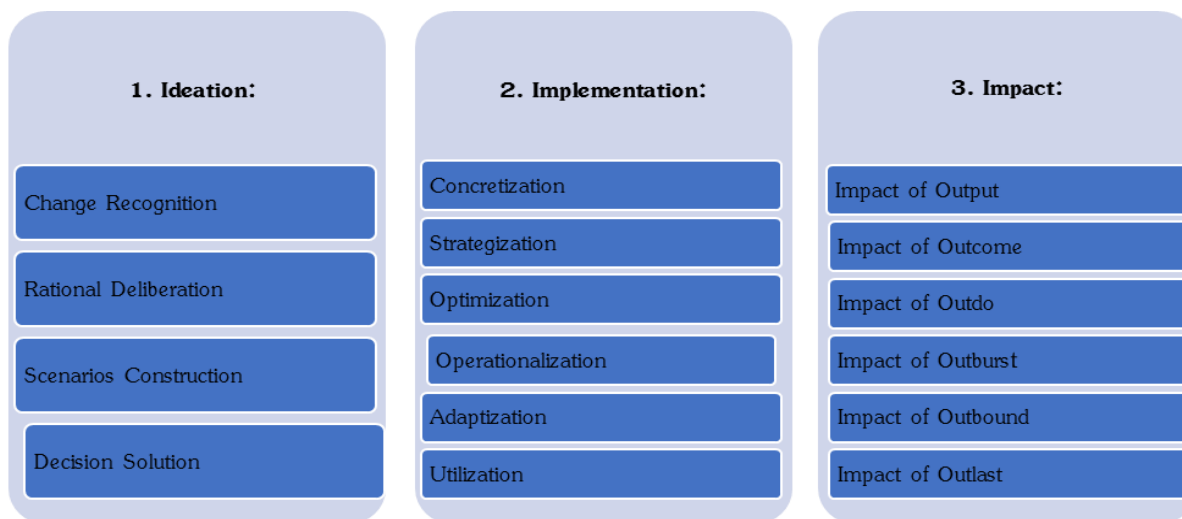 1. Ideation:
Change Recognition
Rational Deliberation
Scenarios Construction
Decision Solution
2. Implementation:
Concretization
Strategization
Optimization
Operationalization
Adaptization
Utilization
3. Impact:
Impact of Output
Impact of Outcome
Impact of Outdo
Impact of Outburst
Impact of Outbound
Impact of Outlast